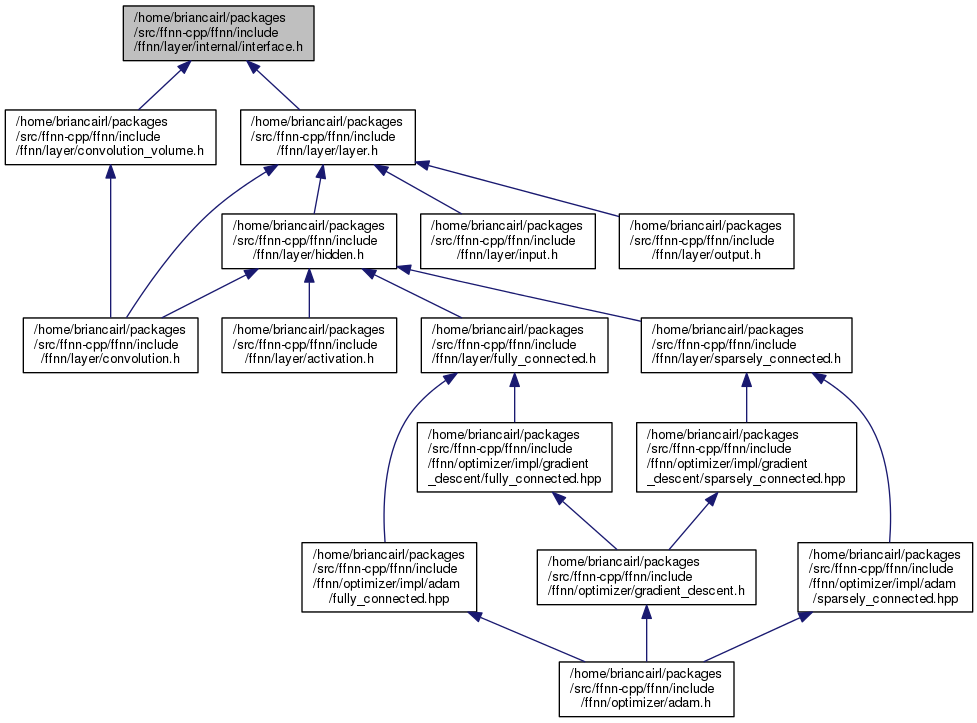 /home/briancairl/packages
/src/ffnn-cpp/ffnn/include
/ffnn/layer/internal/interface.h
/home/briancairl/packages
/src/ffnn-cpp/ffnn/include
/ffnn/layer/convolution_volume.h
/home/briancairl/packages
/src/ffnn-cpp/ffnn/include
/ffnn/layer/layer.h
/home/briancairl/packages
/src/ffnn-cpp/ffnn/include
/ffnn/layer/hidden.h
/home/briancairl/packages
/src/ffnn-cpp/ffnn/include
/ffnn/layer/input.h
/home/briancairl/packages
/src/ffnn-cpp/ffnn/include
/ffnn/layer/output.h
/home/briancairl/packages
/src/ffnn-cpp/ffnn/include
/ffnn/layer/convolution.h
/home/briancairl/packages
/src/ffnn-cpp/ffnn/include
/ffnn/layer/activation.h
/home/briancairl/packages
/src/ffnn-cpp/ffnn/include
/ffnn/layer/fully_connected.h
/home/briancairl/packages
/src/ffnn-cpp/ffnn/include
/ffnn/layer/sparsely_connected.h
/home/briancairl/packages
/src/ffnn-cpp/ffnn/include
/ffnn/optimizer/impl/gradient
_descent/fully_connected.hpp
/home/briancairl/packages
/src/ffnn-cpp/ffnn/include
/ffnn/optimizer/impl/gradient
_descent/sparsely_connected.hpp
/home/briancairl/packages
/src/ffnn-cpp/ffnn/include
/ffnn/optimizer/impl/adam
/fully_connected.hpp
/home/briancairl/packages
/src/ffnn-cpp/ffnn/include
/ffnn/optimizer/gradient_descent.h
/home/briancairl/packages
/src/ffnn-cpp/ffnn/include
/ffnn/optimizer/impl/adam
/sparsely_connected.hpp
/home/briancairl/packages
/src/ffnn-cpp/ffnn/include
/ffnn/optimizer/adam.h